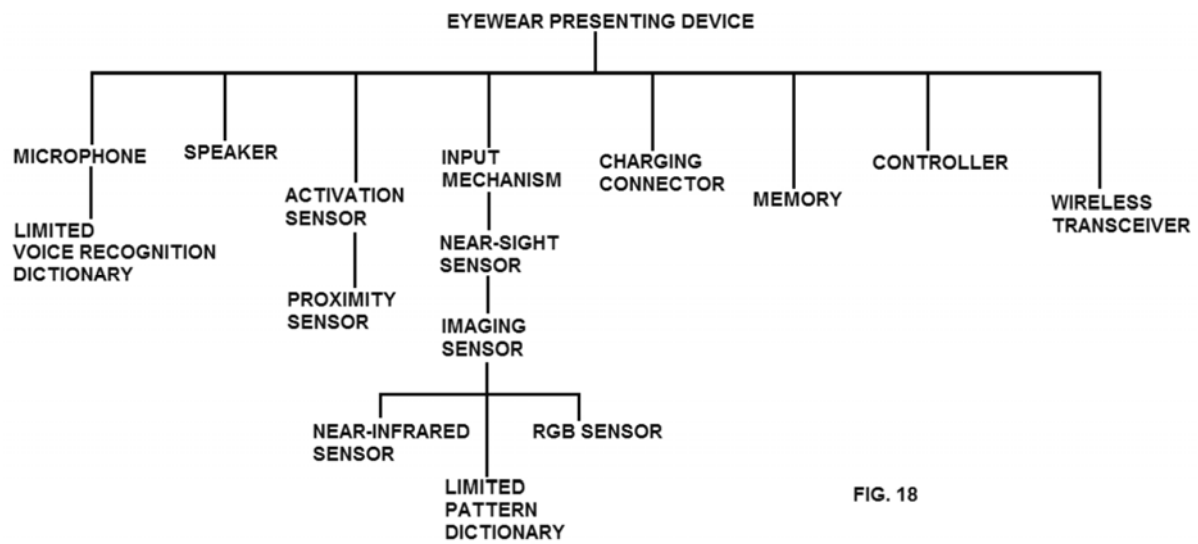 EYEWEAR PRESENTING DEVICE
MICROPHONE
LIMITED
VOICE RECOGNITION
DICTIONARY
SPEAKER
ACTIVATION
SENSOR
PROXIMITY
SENSOR
INPUT
MECHANISM
NEAR-SIGHT
SENSOR
IMAGING
SENSOR
NEAR-INFRARED
SENSOR
LIMITED
PATTERN
DICTIONARY
RGB SENSOR
CHARGING
CONNECTOR
MEMORY
CONTROLLER
WIRELESS
TRANSCEIVER
FIG. 18